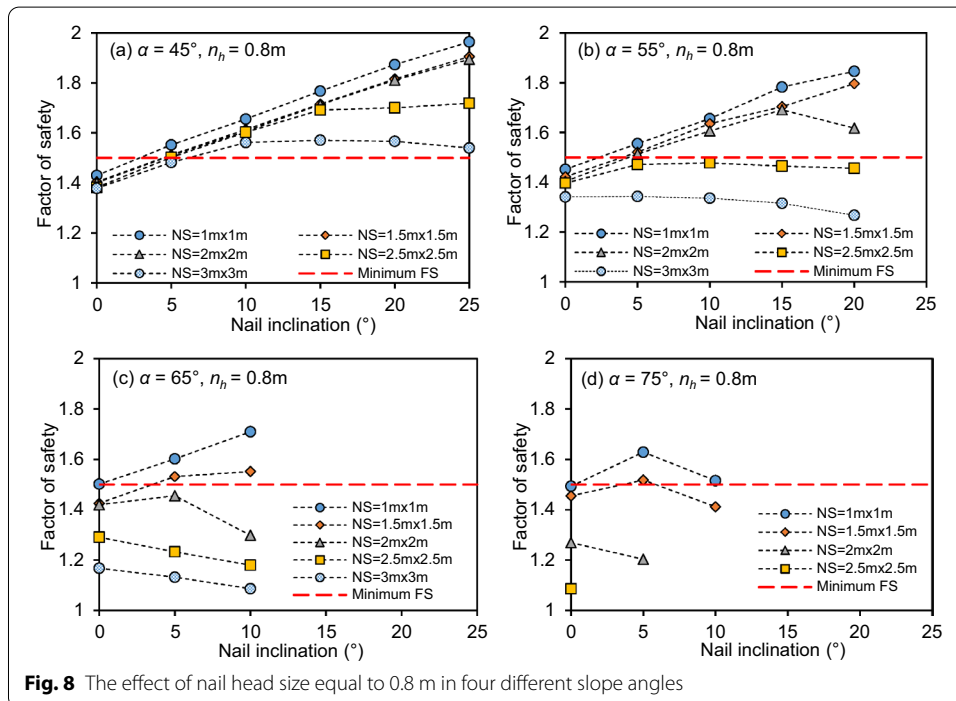 (a) α = 45°, nh = 0.8m
Factor of safety
2
1.8
1.6
1.4
1.2
1
NS=1mx1m
NS=1.5mx1.5m
NS=2mx2m
NS=2.5mx2.5m
NS=3mx3m
Minimum FS
0 5 10 15 20 25
Nail inclination (°)
(b) α = 55°, nh = 0.8m
Factor of safety
2
1.8
1.6
1.4
1.2
1
NS=1mx1m
NS=1.5mx1.5m
NS=2mx2m
NS=2.5mx2.5m
NS=3mx3m
Minimum FS
0 5 10 15 20 25
Nail inclination (°)
(c) α = 65°, nh = 0.8m
Factor of safety
2
1.8
1.6
1.4
1.2
1
NS=1mx1m
NS=1.5mx1.5m
NS=2mx2m
NS=2.5mx2.5m
NS=3mx3m
Minimum FS
0 5 10 15 20 25
Nail inclination (°)
(d) α = 75°, nh = 0.8m
Factor of safety
2
1.8
1.6
1.4
1.2
1
NS=1mx1m
NS=1.5mx1.5m
NS=2mx2m
NS=2.5mx2.5m
Minimum FS
0 5 10 15 20 25
Nail inclination (°)
Fig. 8 The effect of nail head size equal to 0.8 m in four different slope angles